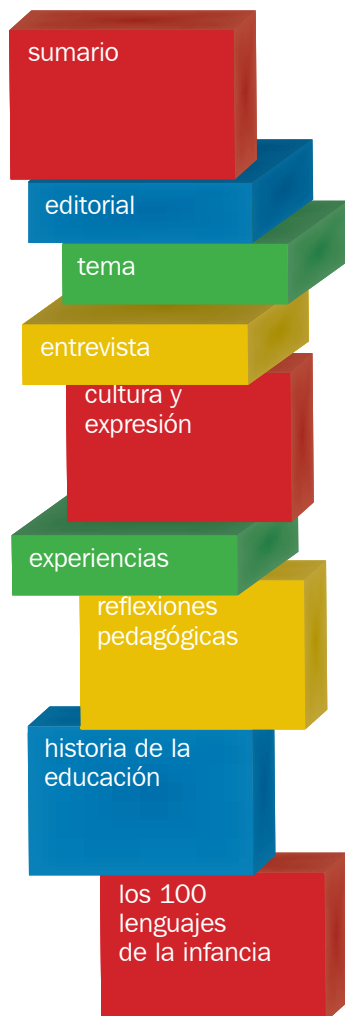 sumario
editorial
tema
entrevista
cultura y
expresión
experiencias
reflexiones
pedagógicas
historia de la
educación
los 100
lenguajes
de la infancia